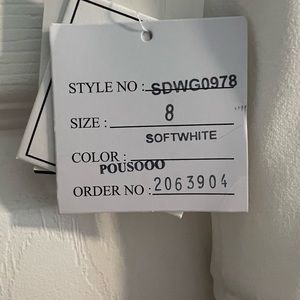 STYLE NO : SDWG0978
SIZE : 8
SOFTWHITE
COLOR :
POUSOOO
ORDER NO : 2063904